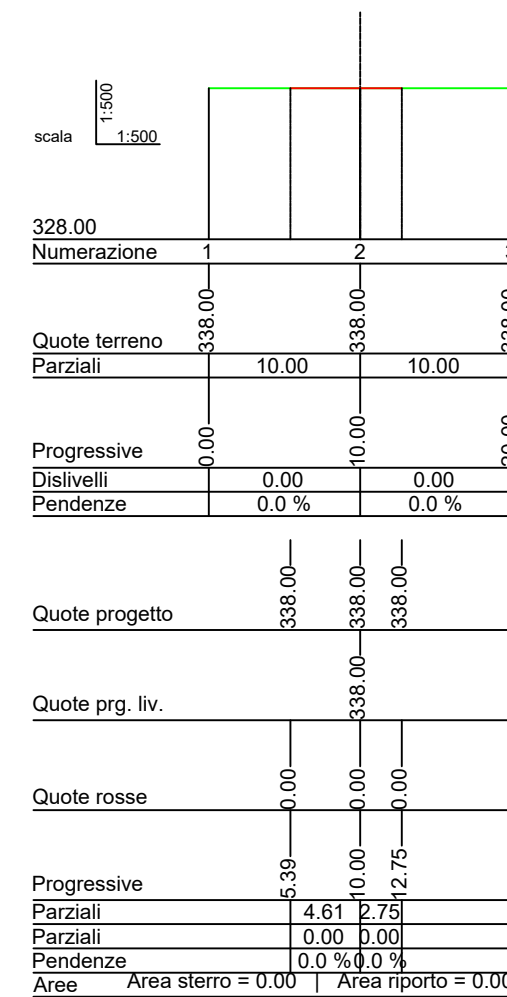 1:500
scala 1:500
328.00
Numerazione 1 2
338.00 338.00
Quote terreno
Parziali 10.00 10.00
0.00 10.00
Progressive
Dislivelli 0.00 0.00
Pendenze 0.0 % 0.0 %
338.00 338.00 338.00
Quote progetto
338.00
Quote prg. liv.
0.00 0.00 0.00
Quote rosse
5.39 10.00 12.75
Progressive
Parziali 4.61 2.75
Parziali 0.00 0.00
Pendenze 0.0 % 0.0 %
Aree Area sterro = 0.00 | Area riporto = 0.00